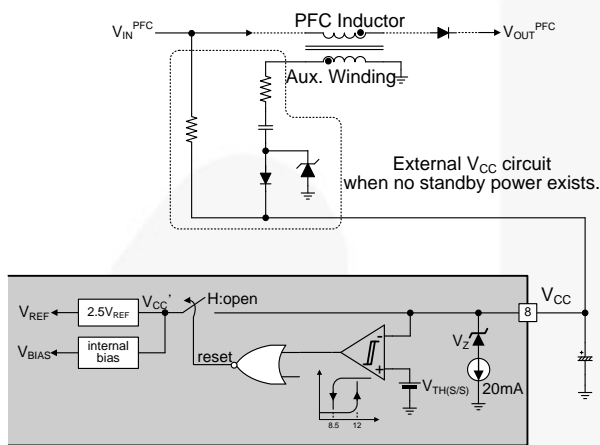 PFC Inductor
V_IN^PFC
V_OUT^PFC
Aux. Winding
External V_CC circuit
when no standby power exists.
V_REF
2.5V_REF
V_CC'
H:open
8
V_CC
V_BIAS
internal
bias
reset
-
+
V_Z
V_TH(S/S)
20mA
8.5
12